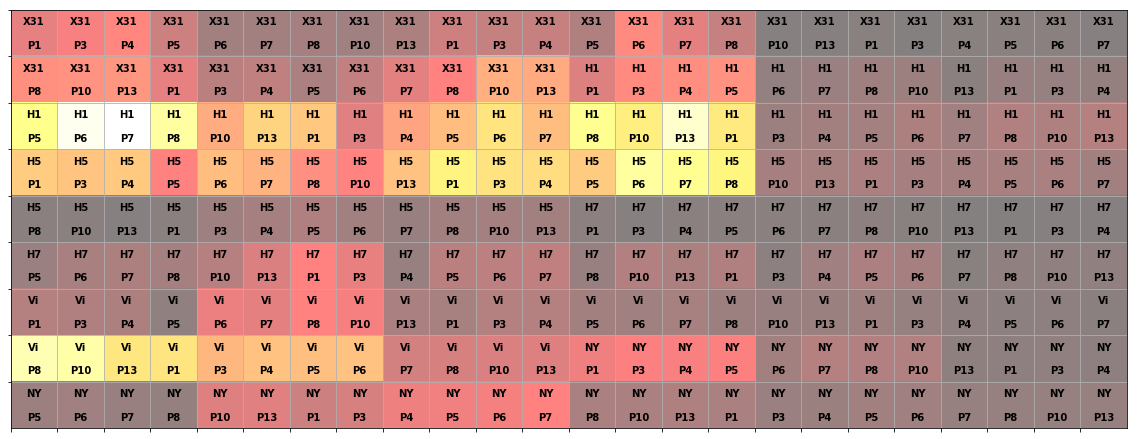 X31 X31 X31 X31 X31 X31 X31 X31 X31 X31 X31 X31 X31 X31 X31 X31 X31 X31 X31 X31 X31 X31 X31 X31
P1 P3 P4 P5 P6 P7 P8 P10 P13 P1 P3 P4 P5 P6 P7 P8 P10 P13 P1 P3 P4 P5 P6 P7
X31 X31 X31 X31 X31 X31 X31 X31 X31 X31 X31 X31 H1 H1 H1 H1 H1 H1 H1 H1 H1 H1 H1 H1
P8 P10 P13 P1 P3 P4 P5 P6 P7 P8 P10 P13 P1 P3 P4 P5 P6 P7 P8 P10 P13 P1 P3 P4
H1 H1 H1 H1 H1 H1 H1 H1 H1 H1 H1 H1 H1 H1 H1 H1 H1 H1 H1 H1 H1 H1 H1 H1
P5 P6 P7 P8 P10 P13 P1 P3 P4 P5 P6 P7 P8 P10 P13 P1 P3 P4 P5 P6 P7 P8 P10 P13
H5 H5 H5 H5 H5 H5 H5 H5 H5 H5 H5 H5 H5 H5 H5 H5 H5 H5 H5 H5 H5 H5 H5 H5
P1 P3 P4 P5 P6 P7 P8 P10 P13 P1 P3 P4 P5 P6 P7 P8 P10 P13 P1 P3 P4 P5 P6 P7
H5 H5 H5 H5 H5 H5 H5 H5 H5 H5 H5 H5 H7 H7 H7 H7 H7 H7 H7 H7 H7 H7 H7 H7
P8 P10 P13 P1 P3 P4 P5 P6 P7 P8 P10 P13 P1 P3 P4 P5 P6 P7 P8 P10 P13 P1 P3 P4
H7 H7 H7 H7 H7 H7 H7 H7 H7 H7 H7 H7 H7 H7 H7 H7 H7 H7 H7 H7 H7 H7 H7 H7
P5 P6 P7 P8 P10 P13 P1 P3 P4 P5 P6 P7 P8 P10 P13 P1 P3 P4 P5 P6 P7 P8 P10 P13
Vi Vi Vi Vi Vi Vi Vi Vi Vi Vi Vi Vi Vi Vi Vi Vi Vi Vi Vi Vi Vi Vi Vi Vi
P1 P3 P4 P5 P6 P7 P8 P10 P13 P1 P3 P4 P5 P6 P7 P8 P10 P13 P1 P3 P4 P5 P6 P7
Vi Vi Vi Vi Vi Vi Vi Vi Vi Vi Vi Vi NY NY NY NY NY NY NY NY NY NY NY NY
P8 P10 P13 P1 P3 P4 P5 P6 P7 P8 P10 P13 P1 P3 P4 P5 P6 P7 P8 P10 P13 P1 P3 P4
NY NY NY NY NY NY NY NY NY NY NY NY NY NY NY NY NY NY NY NY NY NY NY NY
P5 P6 P7 P8 P10 P13 P1 P3 P4 P5 P6 P7 P8 P10 P13 P1 P3 P4 P5 P6 P7 P8 P10 P13